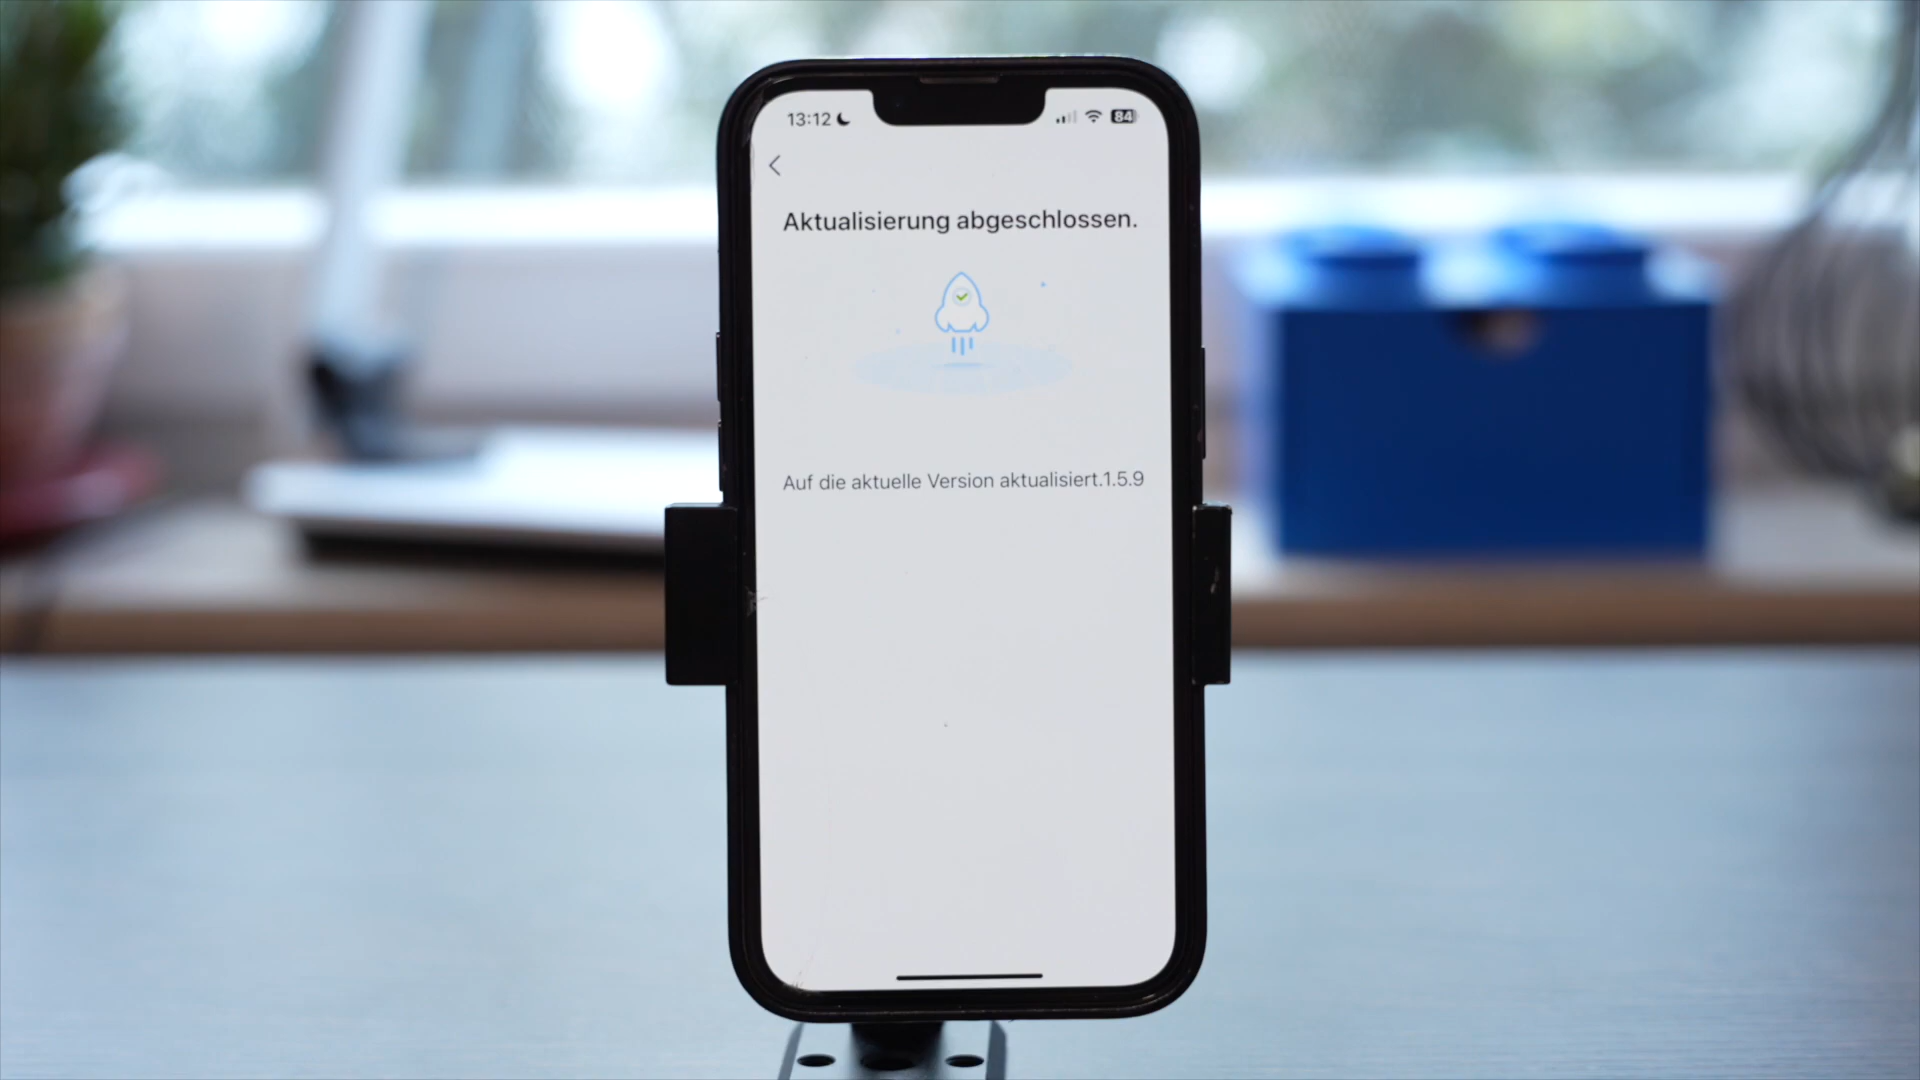 13:12
84
Aktualisierung abgeschlossen.
Auf die aktuelle Version aktualisiert.1.5.9